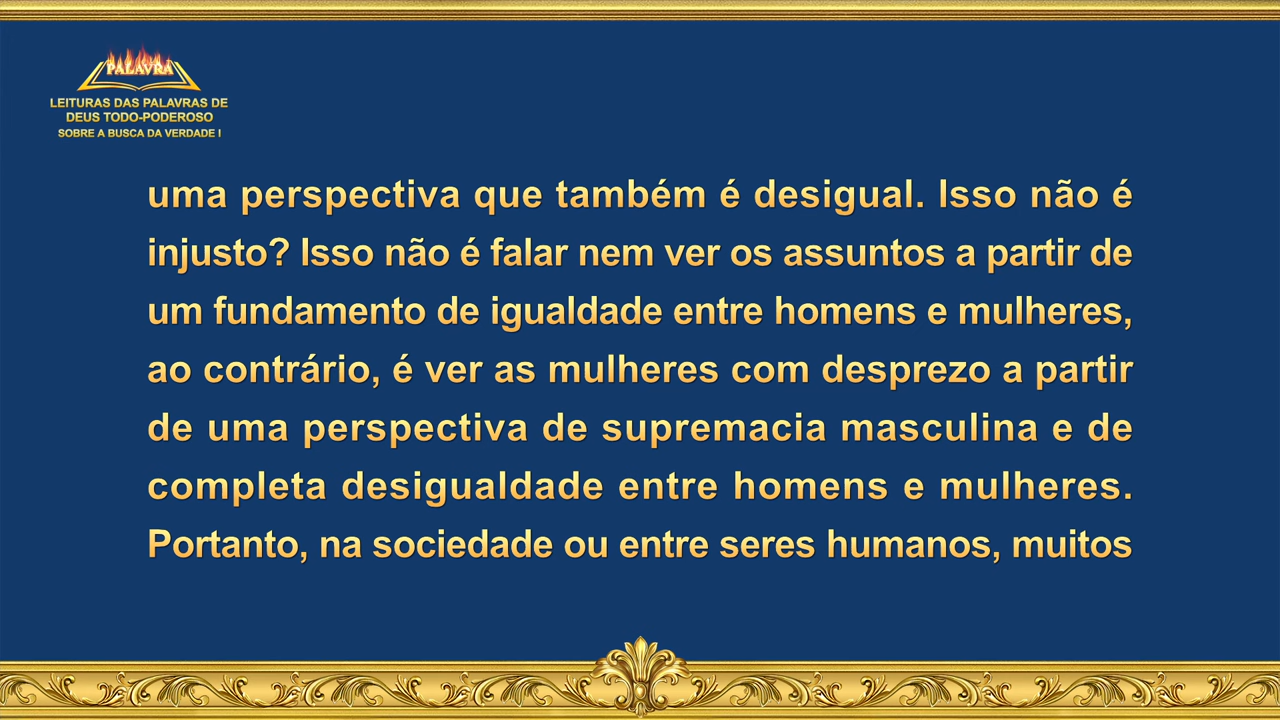 PALAVRA
LEITURAS DAS PALAVRAS DE
DEUS TODO-PODEROSO
SOBRE A BUSCA DA VERDADE I
uma perspectiva que também é desigual. Isso não é
injusto? Isso não é falar nem ver os assuntos a partir de
um fundamento de igualdade entre homens e mulheres,
ao contrário, é ver as mulheres com desprezo a partir
de uma perspectiva de supremacia masculina e de
completa desigualdade entre homens e mulheres.
Portanto, na sociedade ou entre seres humanos, muitos